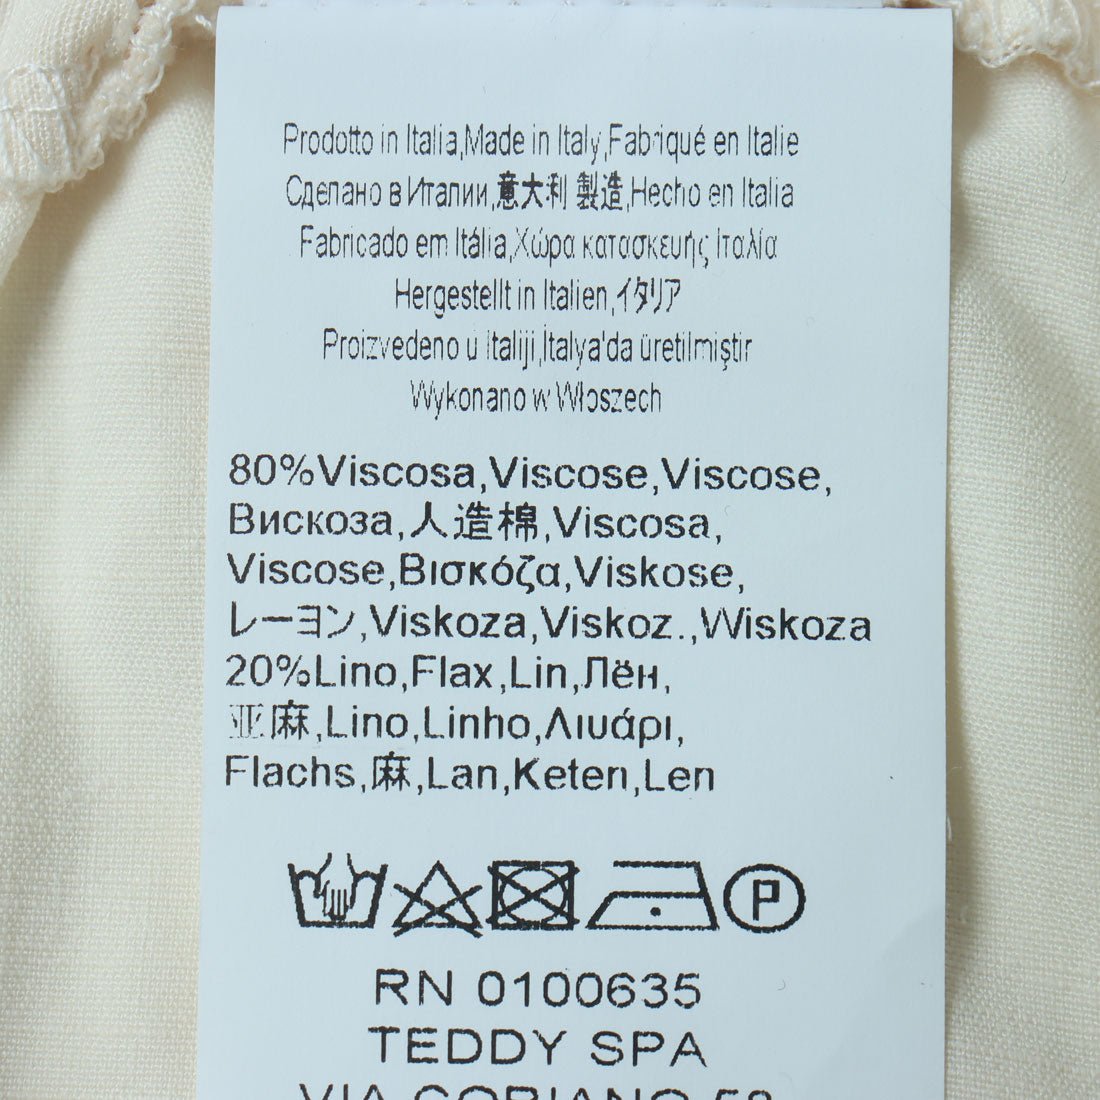 Prodotto in Italia,Made in Italy,Fabriqué en Italie
Сделано в Италии,意大利 製造,Hecho en Italia
Fabricado em Itália,Χώρα κατασκευής Ιταλία
Hergestellt in Italien,イタリア
Proizvedeno u italiji,İtalya'da üretilmiştir
Wykonano w Włoszech
80%Viscosa,Viscose,Viscose,
Вискоза,人造棉,Viscosa,
Viscose,Βισκόζα,Viskose,
レーヨン,Viskoza,Viskoz.,Wiskoza
20%Lino,Flax,Lin,Лён,
亚麻,Lino,Linho,Λιυάρι,
Flachs,麻,Lan,Keten,Len
P
RN 0100635
TEDDY SPA
VIA CORIANO 58